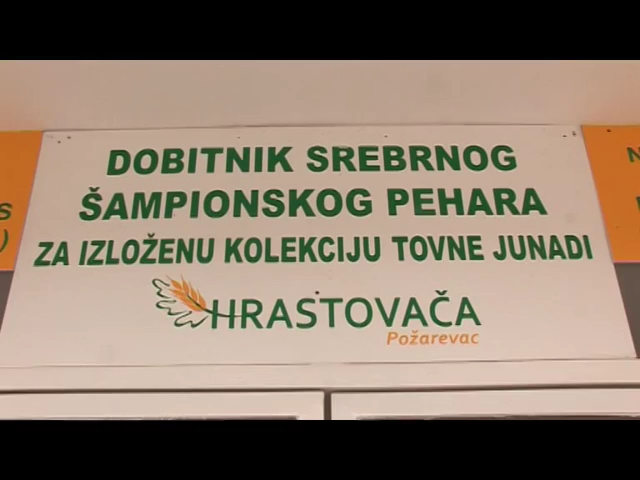 DOBITNIK SREBRNOG
ŠAMPIONSKOG PEHARA
ZA IZLOŽENU KOLEKCIJU TOVNE JUNADI
HRASTOVAČA
Požarevac